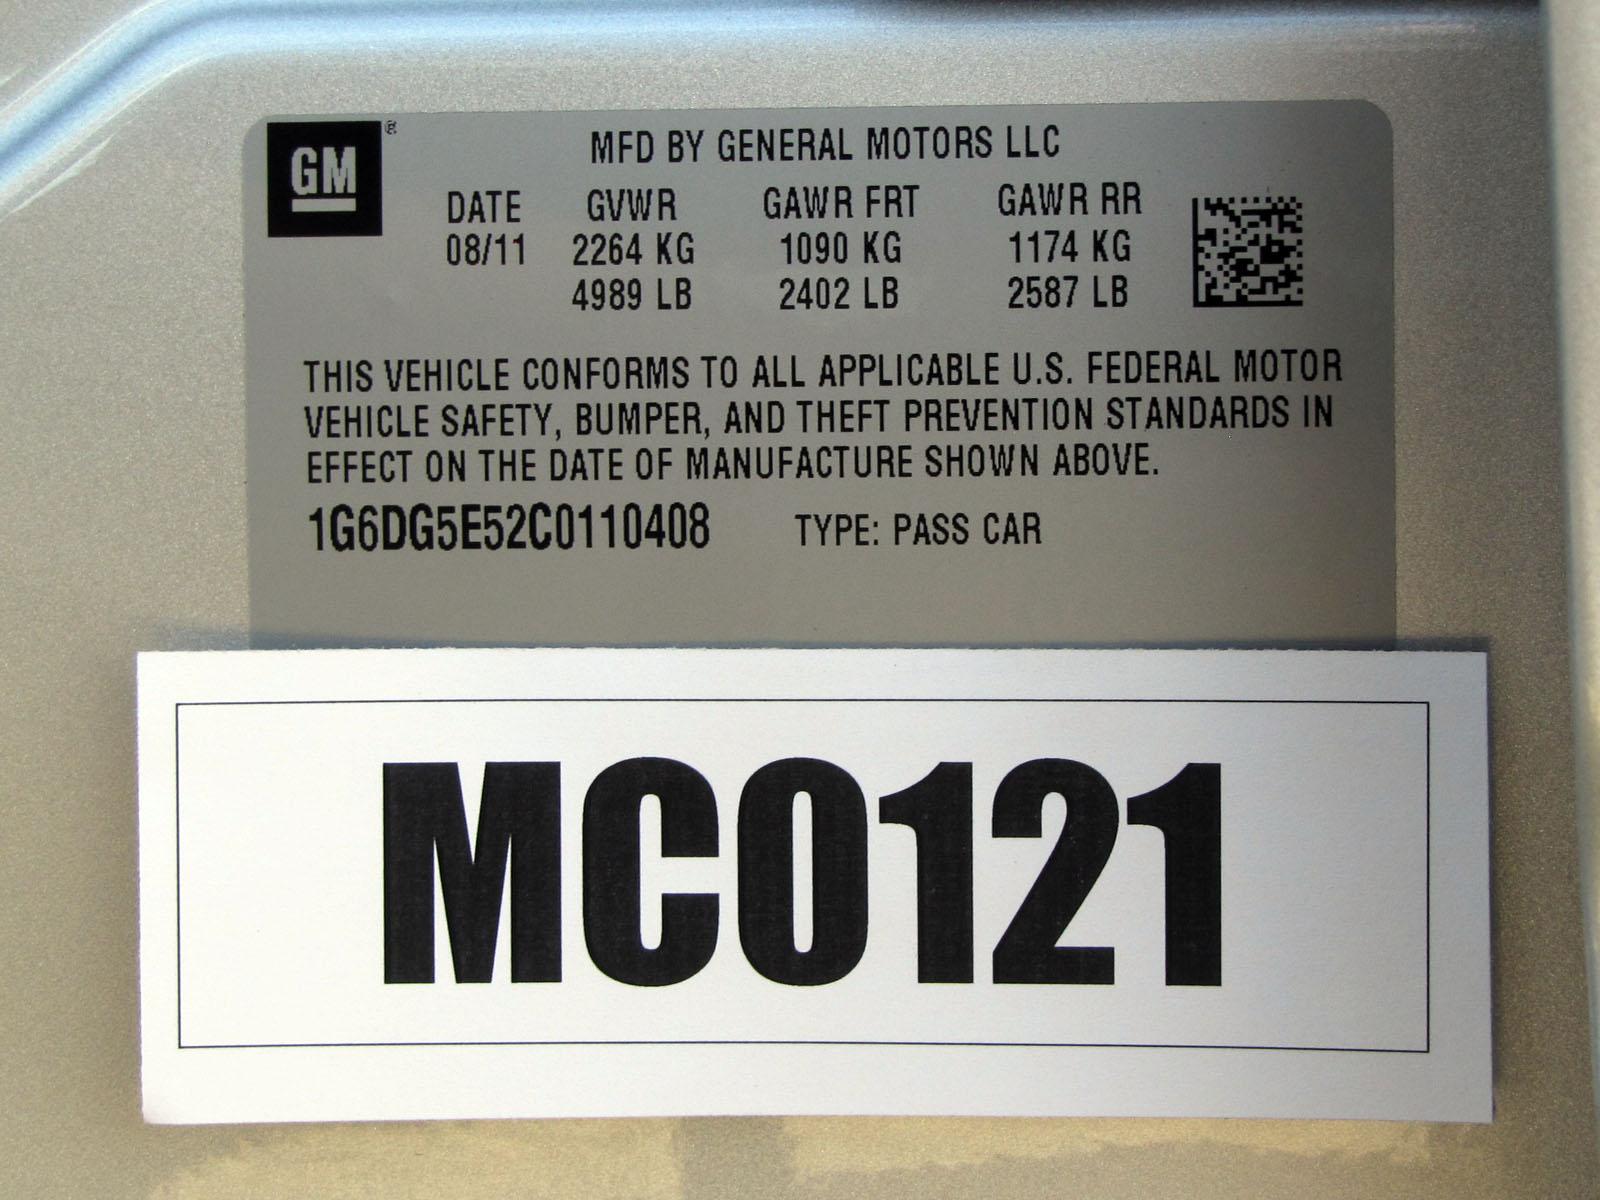 GM®
MFD BY GENERAL MOTORS LLC
DATE GVWR GAWR FRT GAWR RR
08/11 2264 KG 1090 KG 1174 KG
4989 LB 2402 LB 2587 LB
THIS VEHICLE CONFORMS TO ALL APPLICABLE U.S. FEDERAL MOTOR
VEHICLE SAFETY, BUMPER, AND THEFT PREVENTION STANDARDS IN
EFFECT ON THE DATE OF MANUFACTURE SHOWN ABOVE.
1G6DG5E52C0110408 TYPE: PASS CAR
MC0121